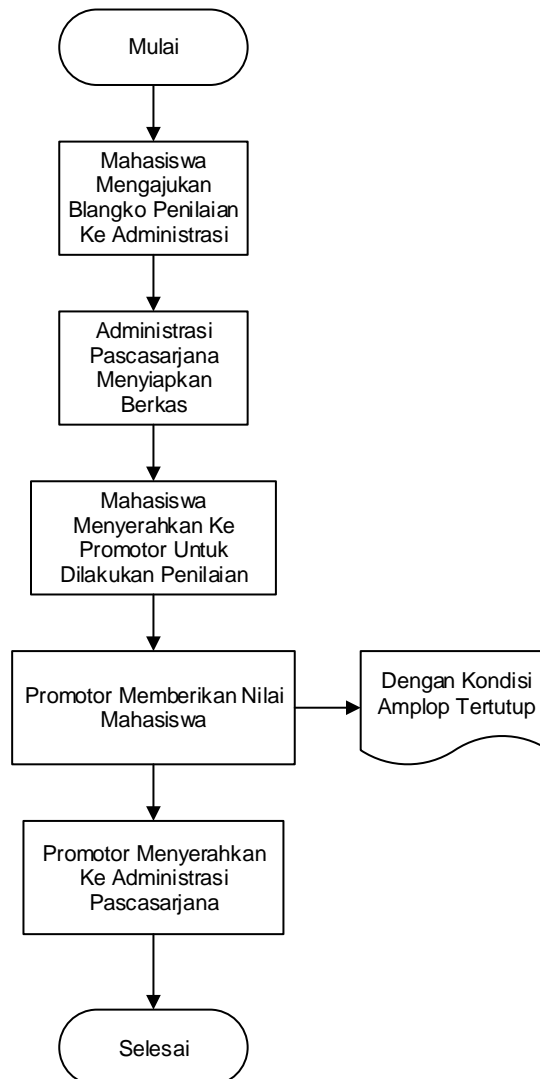 Mulai
Mahasiswa
Mengajukan
Blangko Penilaian
Ke Administrasi
Administrasi
Pascasarjana
Menyiapkan
Berkas
Mahasiswa
Menyerahkan Ke
Promotor Untuk
Dilakukan Penilaian
Promotor Memberikan Nilai
Mahasiswa
Dengan Kondisi
Amplop Tertutup
Promotor Menyerahkan
Ke Administrasi
Pascasarjana
Selesai